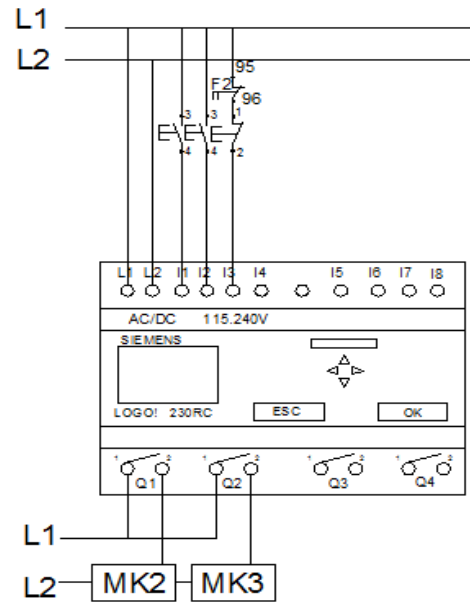 L1
L2
95
F2
96
3 3 1
4 4 2
L1 L2 I1 I2 I3 I4 I5 I6 I7 I8
AC/DC 115.240V
SIEMENS
LOGO! 230RC ESC OK
1 2 1 2 1 2 1 2
Q1 Q2 Q3 Q4
L1
L2 MK2 MK3